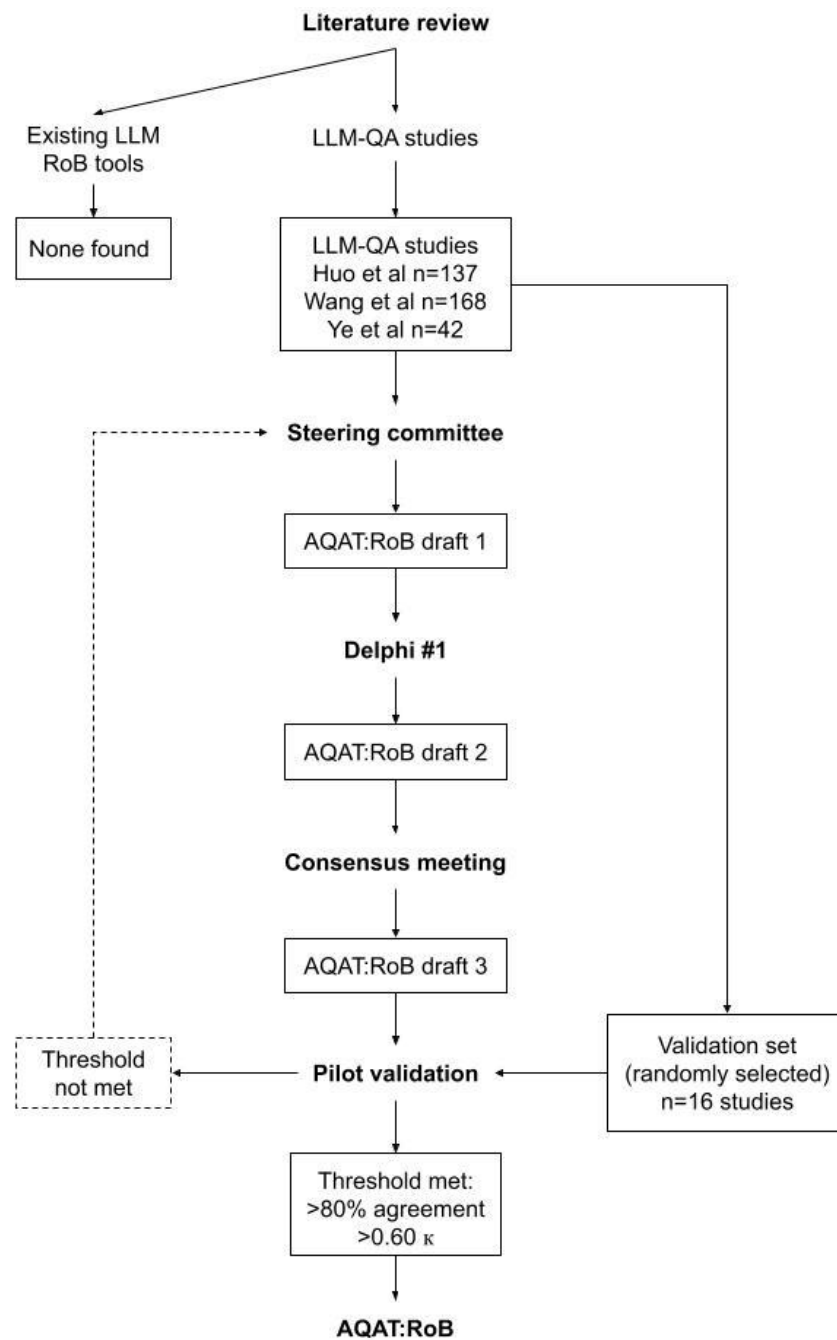 Literature review
Existing LLM
RoB tools
LLM-QA studies
None found
LLM-QA studies
Huo et al n=137
Wang et al n=168
Ye et al n=42
Steering committee
AQAT:RoB draft 1
Delphi #1
AQAT:RoB draft 2
Consensus meeting
AQAT:RoB draft 3
Threshold
not met
Pilot validation
Validation set
(randomly selected)
n=16 studies
Threshold met:
>80% agreement
>0.60 κ
AQAT:RoB